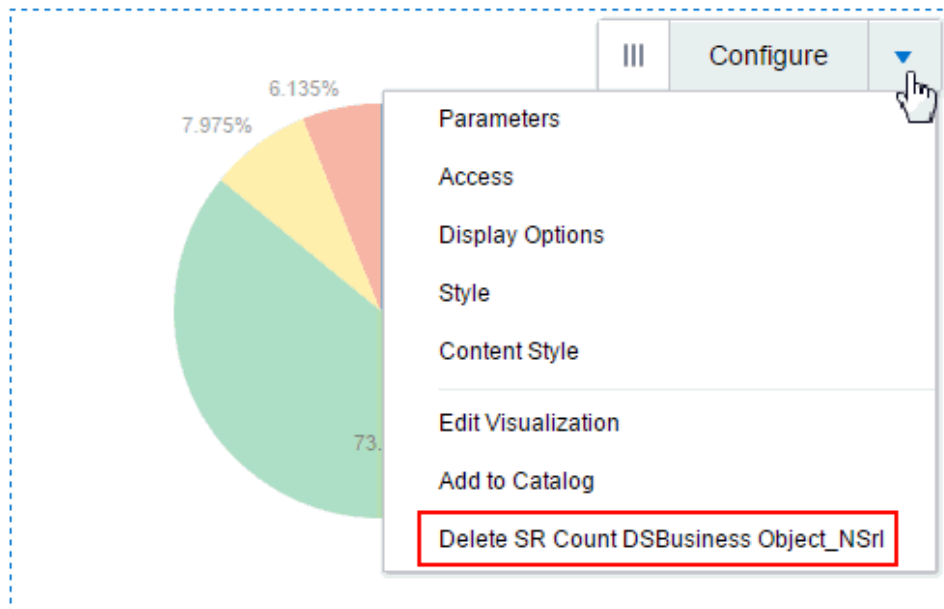 Configure
6.135%
7.975%
Parameters
Access
Display Options
Style
Content Style
Edit Visualization
73.
Add to Catalog
Delete SR Count DSBusiness Object_NSrl